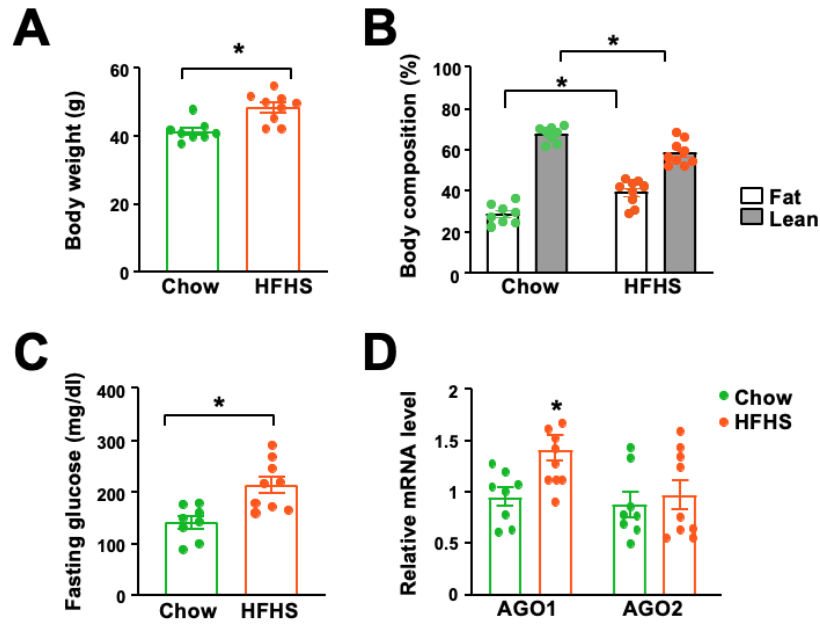 A
Body weight (g)
60
40
20
0
*
Chow HFHS
B
Body composition (%)
100
80
60
40
60
20
0
*
*
Chow HFHS
Fat
Lean
C
Fasting glucose (mg/dl)
400
300
200
100
0
*
Chow HFHS
D
Relative mRNA level
2
1.5
1
0.5
0
*
AGO1 AGO2
Chow
HFHS